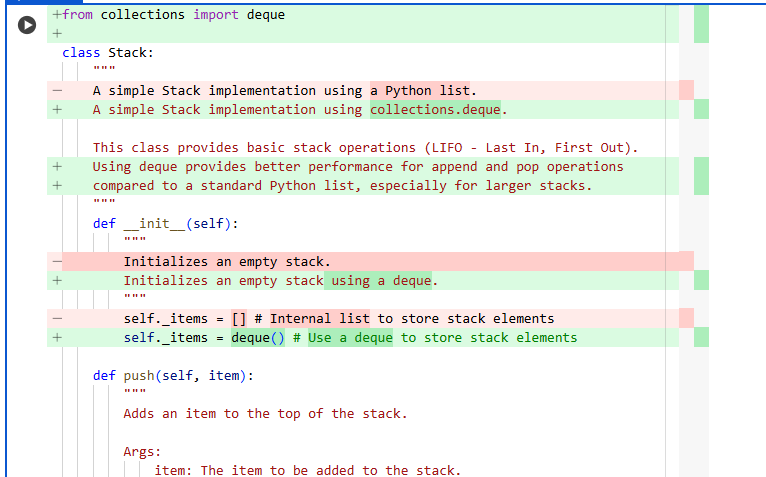 +from collections import deque
+
class Stack:
"""
− A simple Stack implementation using a Python list.
+ A simple Stack implementation using collections.deque.
This class provides basic stack operations (LIFO - Last In, First Out).
+ Using deque provides better performance for append and pop operations
+ compared to a standard Python list, especially for larger stacks.
"""
def __init__(self):
"""
− Initializes an empty stack.
+ Initializes an empty stack using a deque.
"""
− self._items = [] # Internal list to store stack elements
+ self._items = deque() # Use a deque to store stack elements
def push(self, item):
"""
Adds an item to the top of the stack.
Args:
item: The item to be added to the stack.